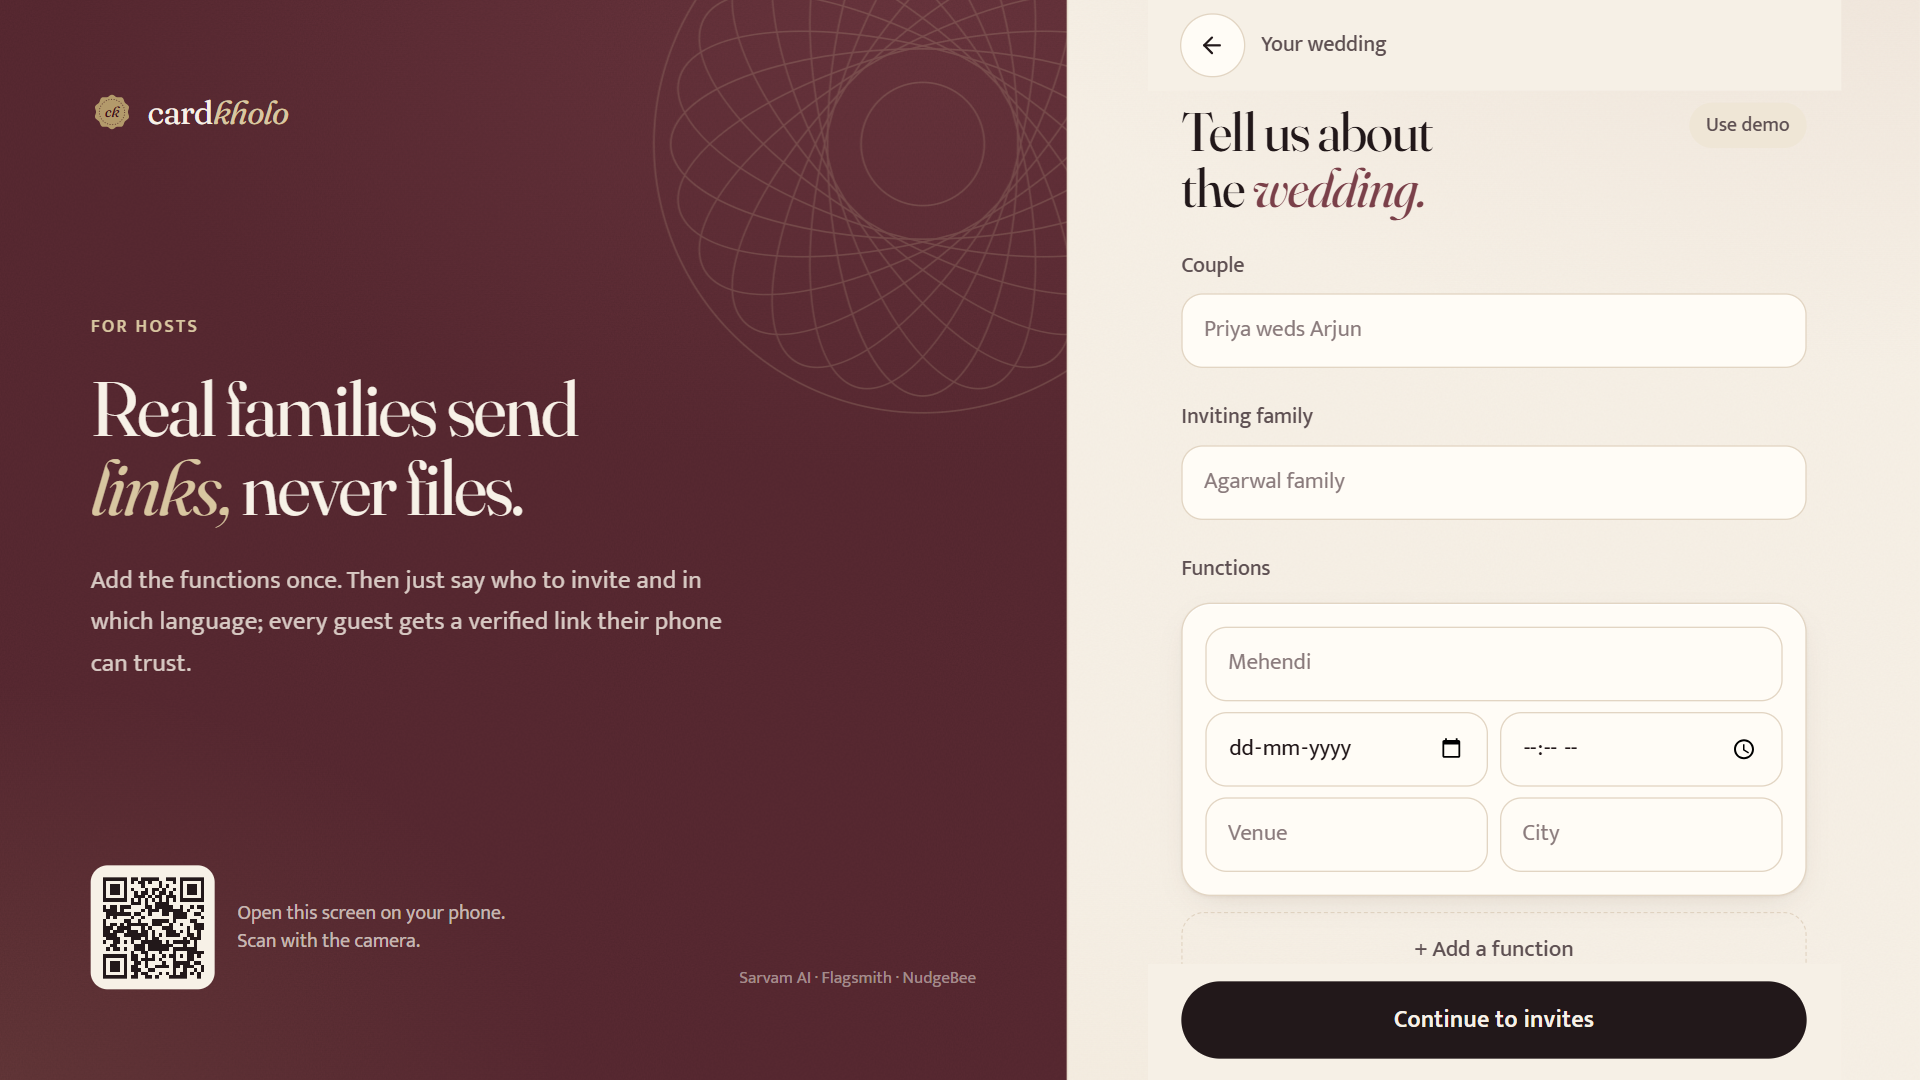 ck
cardkholo
FOR HOSTS
Real families send
links, never files.
Add the functions once. Then just say who to invite and in
which language; every guest gets a verified link their phone
can trust.
Open this screen on your phone.
Scan with the camera.
Sarvam AI · Flagsmith · NudgeBee
Your wedding
Tell us about
the wedding.
Use demo
Couple
Priya weds Arjun
Inviting family
Agarwal family
Functions
Mehendi
dd-mm-yyyy
--:-- --
Venue
City
+ Add a function
Continue to invites